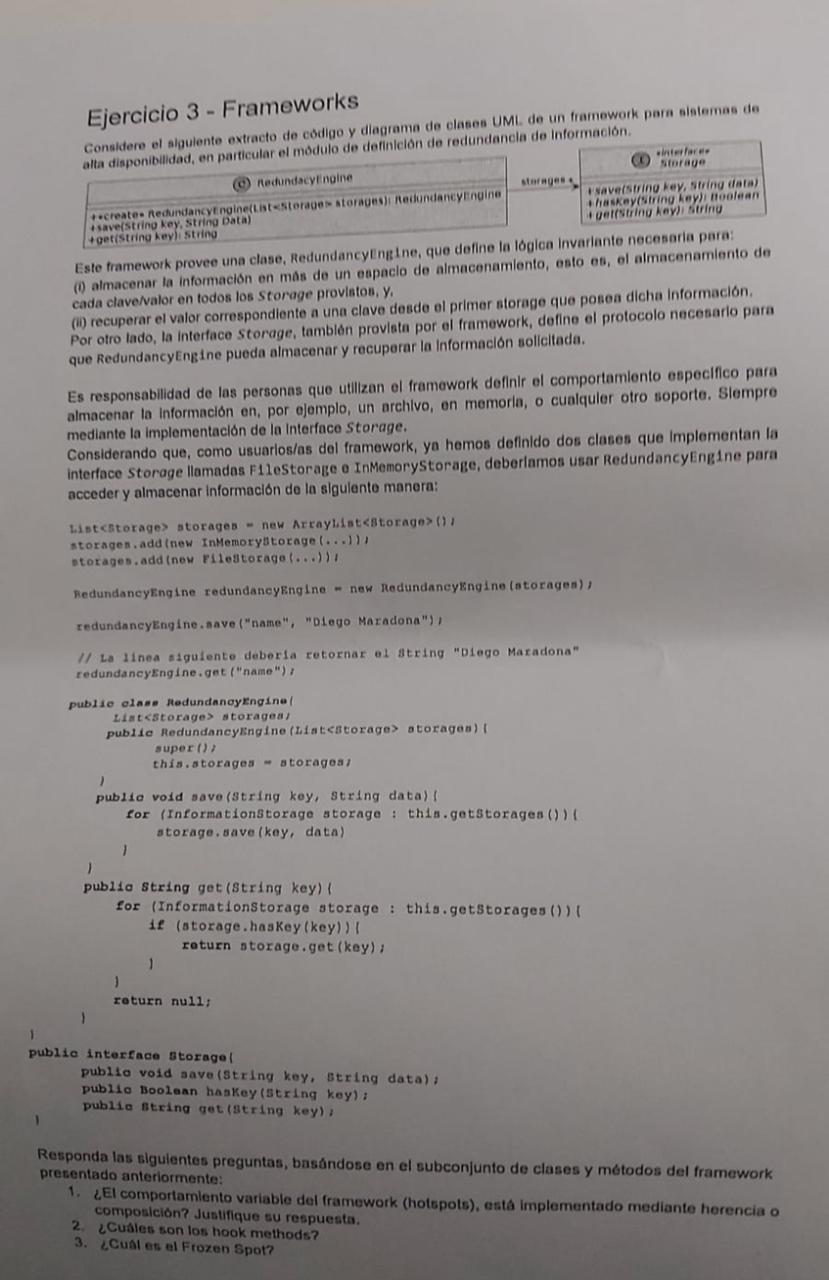 Ejercicio 3 - Frameworks
Considere el siguiente extracto de código y diagrama de clases UML de un framework para sistemas de
alta disponibilidad, en particular el módulo de definición de redundancia de información.
C RedundacyEngine
+«create» RedundancyEngine(List<Storage> storages): RedundancyEngine
+save(String key, String Data)
+get(String key): String
storages *
«interface»
I Storage
+save(String key, String data)
+hasKey(String key): Boolean
+get(String key): String
Este framework provee una clase, RedundancyEngine, que define la lógica invariante necesaria para:
(i) almacenar la información en más de un espacio de almacenamiento, esto es, el almacenamiento de
cada clave/valor en todos los Storage provistos, y,
(ii) recuperar el valor correspondiente a una clave desde el primer storage que posea dicha información.
Por otro lado, la interface Storage, también provista por el framework, define el protocolo necesario para
que RedundancyEngine pueda almacenar y recuperar la información solicitada.
Es responsabilidad de las personas que utilizan el framework definir el comportamiento específico para
almacenar la información en, por ejemplo, un archivo, en memoria, o cualquier otro soporte. Siempre
mediante la implementación de la interface Storage.
Considerando que, como usuarios/as del framework, ya hemos definido dos clases que implementan la
interface Storage llamadas FileStorage e InMemoryStorage, deberíamos usar RedundancyEngine para
acceder y almacenar información de la siguiente manera:
List<Storage> storages = new ArrayList<Storage>();
storages.add(new InMemoryStorage(...));
storages.add(new FileStorage(...));
RedundancyEngine redundancyEngine = new RedundancyEngine(storages);
redundancyEngine.save("name", "Diego Maradona");
// La línea siguiente debería retornar el String "Diego Maradona"
redundancyEngine.get("name");
public class RedundancyEngine{
List<Storage> storages;
public RedundancyEngine(List<Storage> storages){
super();
this.storages = storages;
}
public void save(String key, String data){
for (InformationStorage storage : this.getStorages()){
storage.save(key, data)
}
}
public String get(String key){
for (InformationStorage storage : this.getStorages()){
if (storage.hasKey(key)){
return storage.get(key);
}
}
return null;
}
}
public interface Storage{
public void save(String key, String data);
public Boolean hasKey(String key);
public String get(String key);
}
Responda las siguientes preguntas, basándose en el subconjunto de clases y métodos del framework
presentado anteriormente:
1. ¿El comportamiento variable del framework (hotspots), está implementado mediante herencia o
composición? Justifique su respuesta.
2. ¿Cuáles son los hook methods?
3. ¿Cuál es el Frozen Spot?